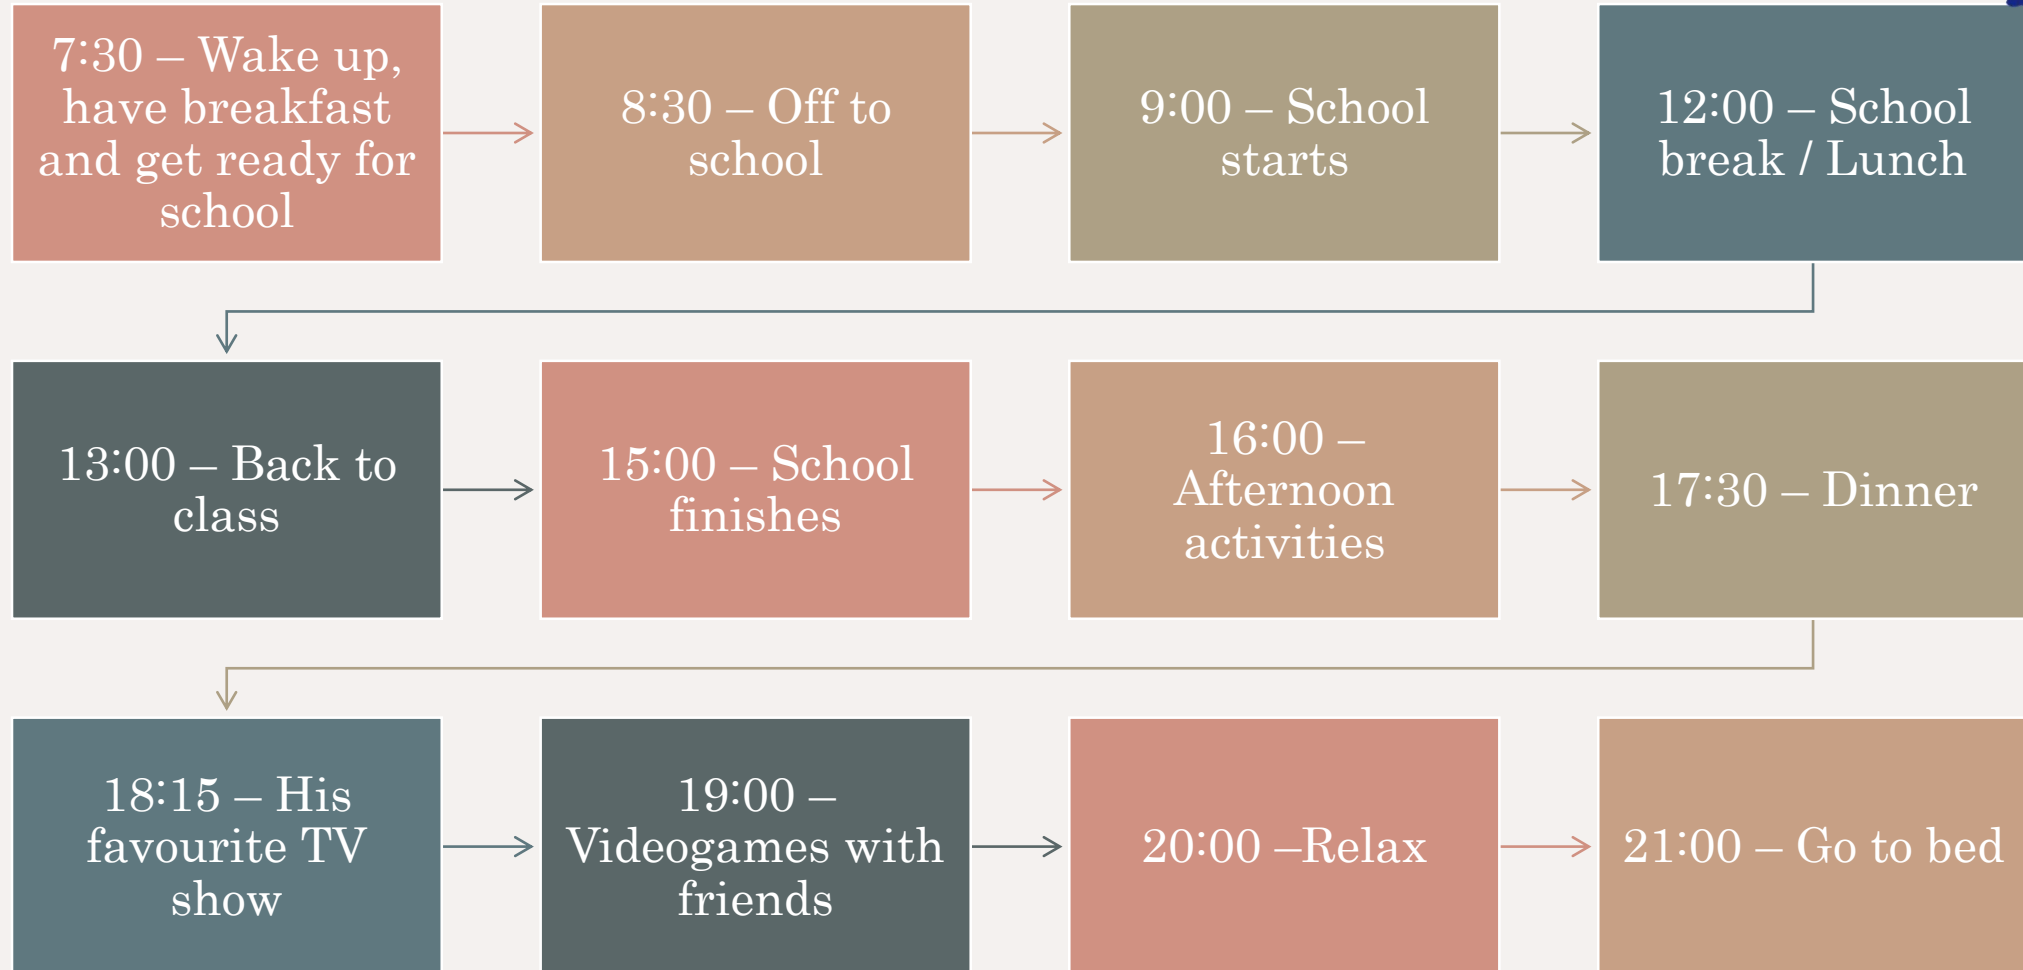 7:30 – Wake up,
have breakfast
and get ready for
school
8:30 – Off to
school
9:00 – School
starts
12:00 – School
break / Lunch
13:00 – Back to
class
15:00 – School
finishes
16:00 –
Afternoon
activities
17:30 – Dinner
18:15 – His
favourite TV
show
19:00 –
Videogames with
friends
20:00 –Relax
21:00 – Go to bed